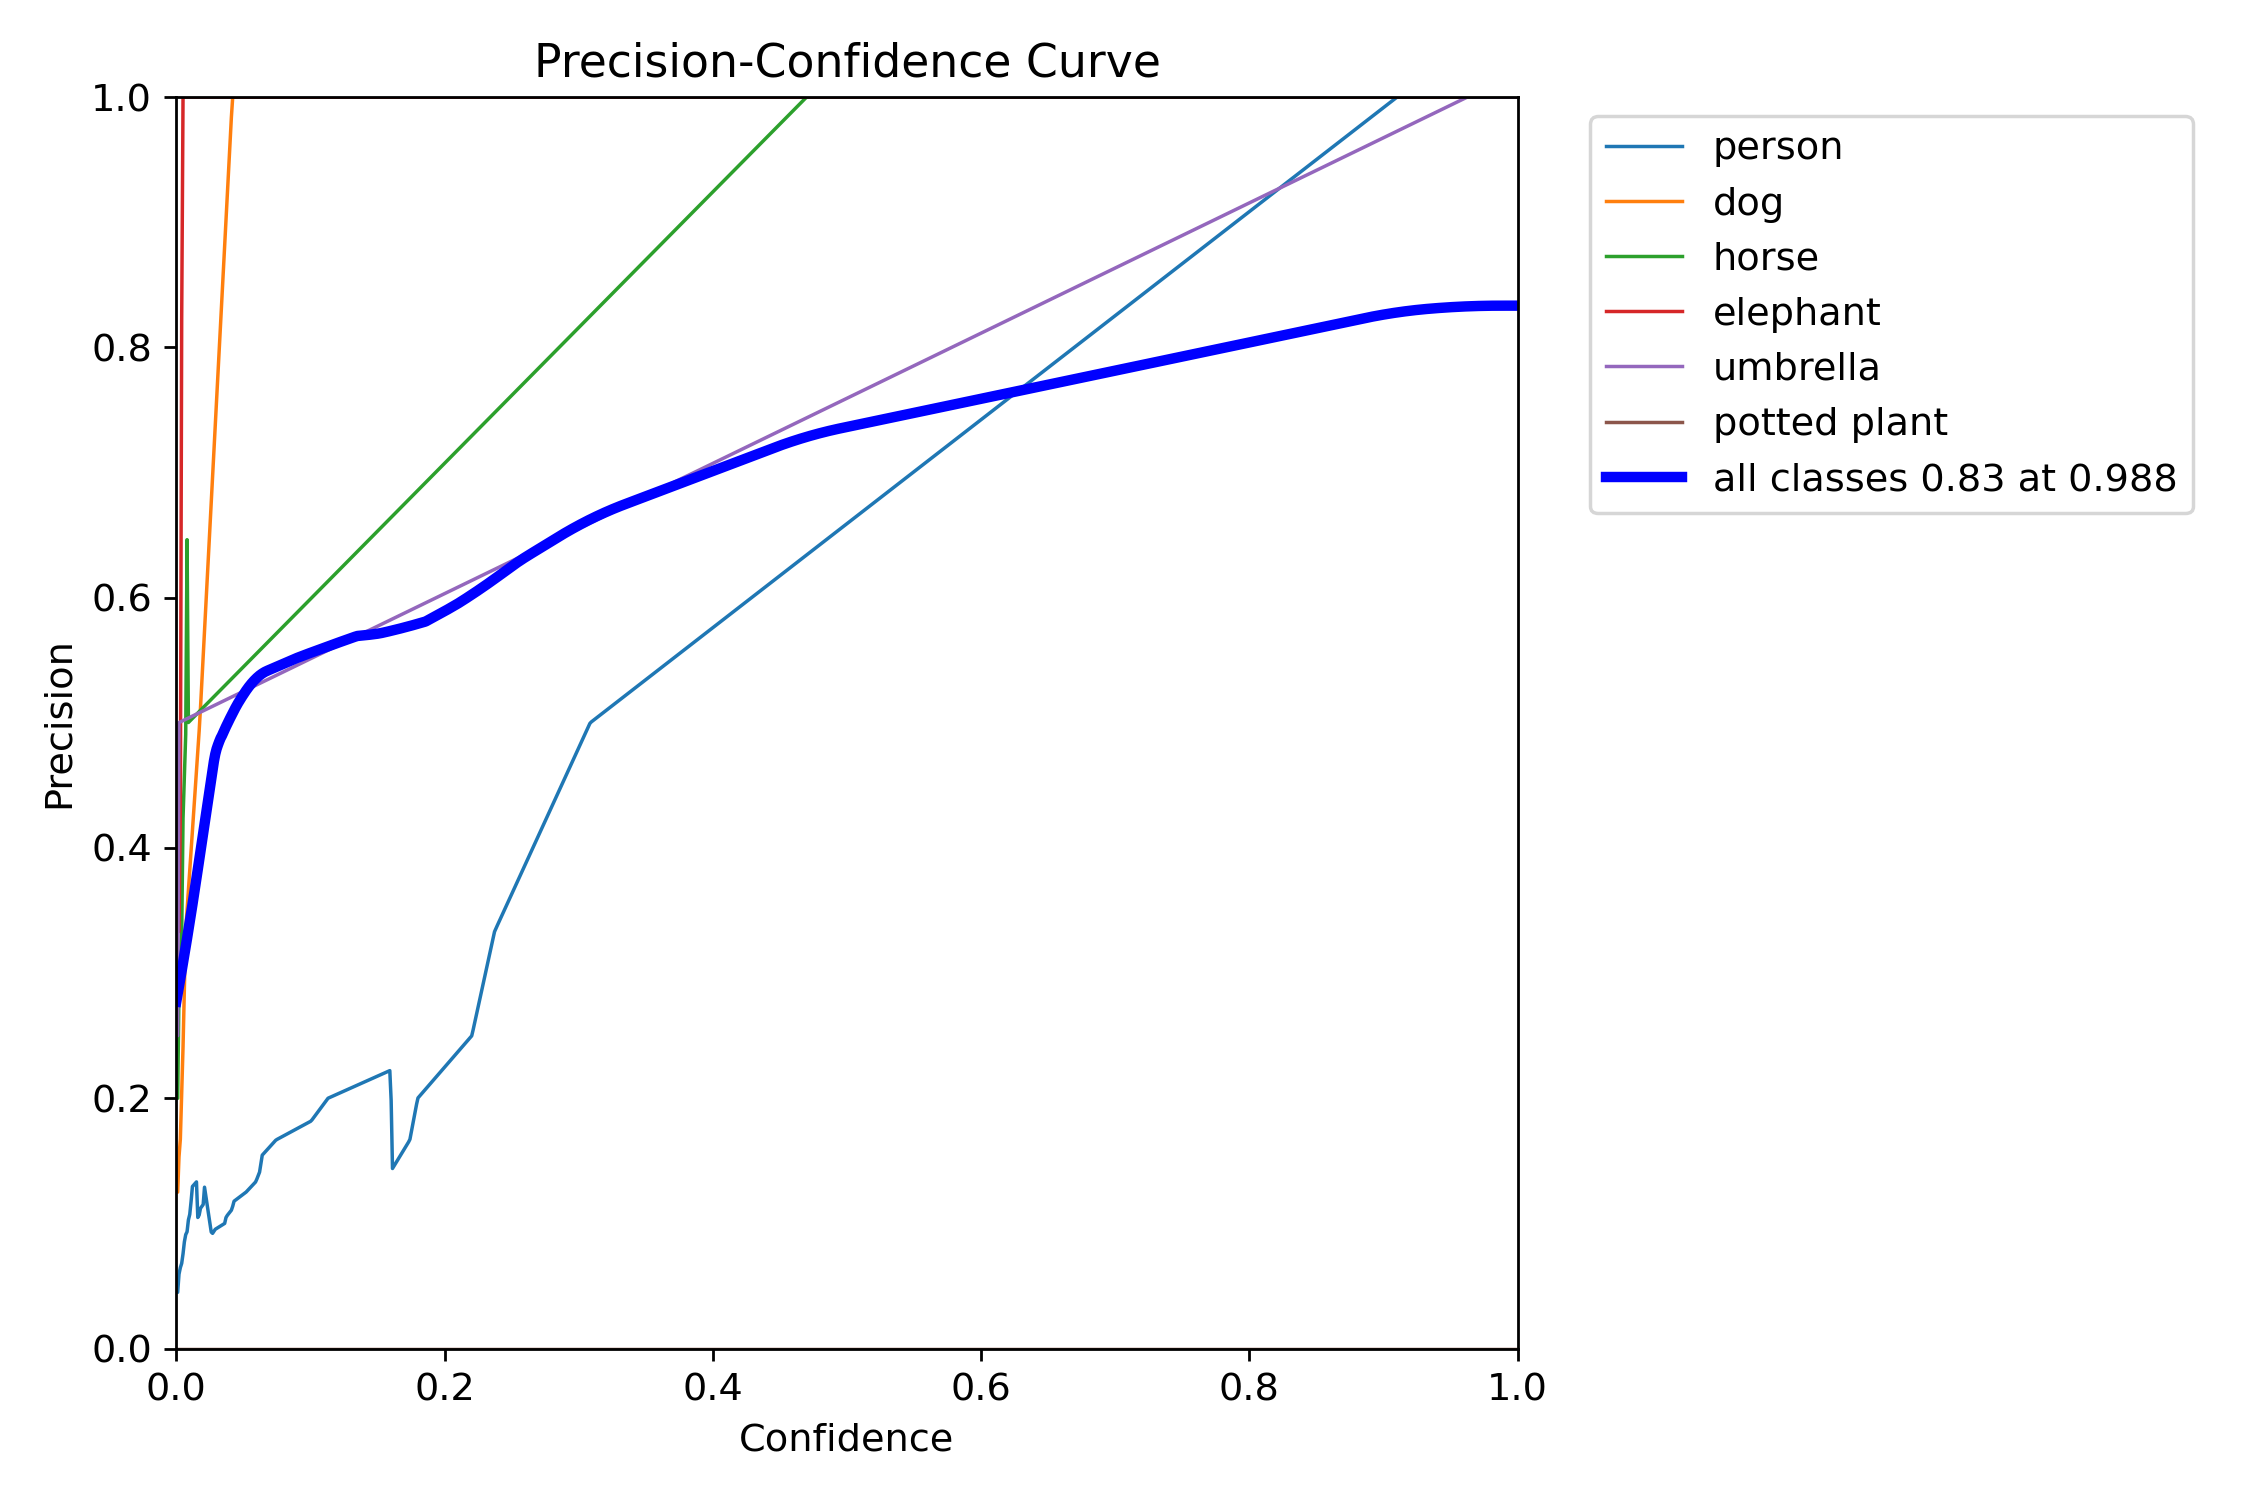 Precision-Confidence Curve
1.0
0.8
0.6
0.4
0.2
0.0
Precision
0.0 0.2 0.4 0.6 0.8 1.0
Confidence
person
dog
horse
elephant
umbrella
potted plant
all classes 0.83 at 0.988